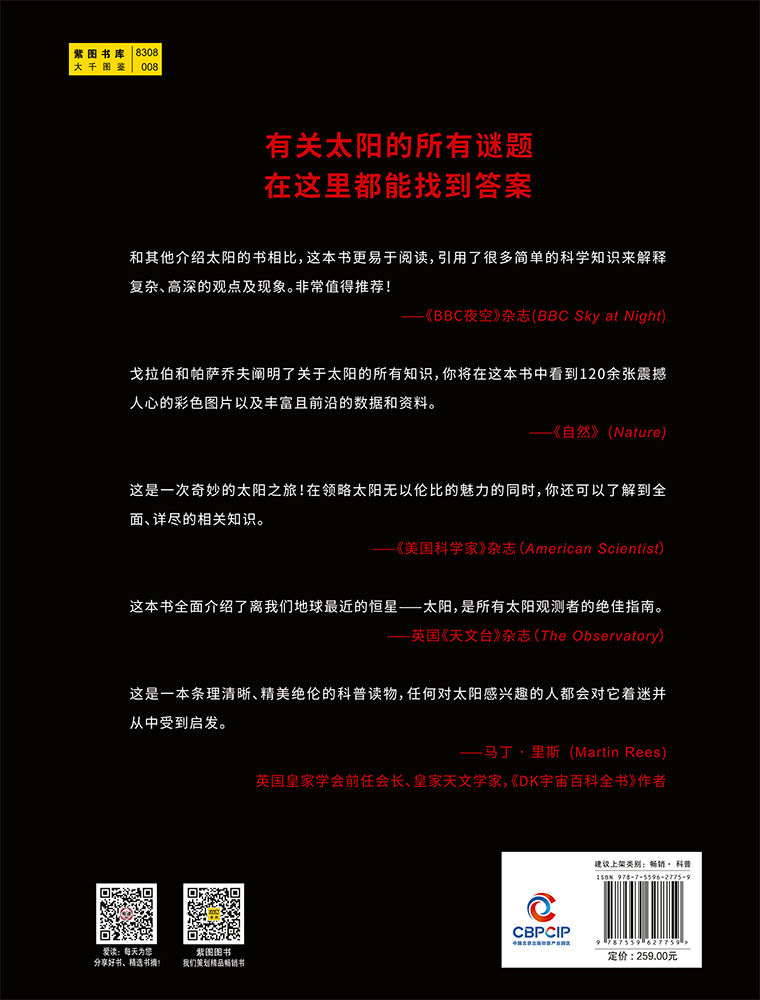 紫图书库 8308
大千图鉴 008
有关太阳的所有谜题
在这里都能找到答案
和其他介绍太阳的书相比，这本书更易于阅读，引用了很多简单的科学知识来解释
复杂、高深的观点及现象。非常值得推荐！
——《BBC夜空》杂志(BBC Sky at Night)
戈拉伯和帕萨乔夫阐明了关于太阳的所有知识，你将在这本书中看到120余张震撼
人心的彩色图片以及丰富且前沿的数据和资料。
——《自然》(Nature)
这是一次奇妙的太阳之旅！在领略太阳无以伦比的魅力的同时，你还可以了解到全
面、详尽的相关知识。
——《美国科学家》杂志（American Scientist）
这本书全面介绍了离我们地球最近的恒星——太阳，是所有太阳观测者的绝佳指南。
——英国《天文台》杂志（The Observatory）
这是一本条理清晰、精美绝伦的科普读物，任何对太阳感兴趣的人都会对它着迷并
从中受到启发。
——马丁·里斯 (Martin Rees)
英国皇家学会前任会长、皇家天文学家，《DK宇宙百科全书》作者
爱读：每天为您
分享好书、精选书摘！
紫图图书
我们策划精品畅销书
CBPCIP
中国北京出版创意产业园区
建议上架类别：畅销·科普
ISBN 978-7-5596-2775-9
9 787559 627759 >
定价：259.00元